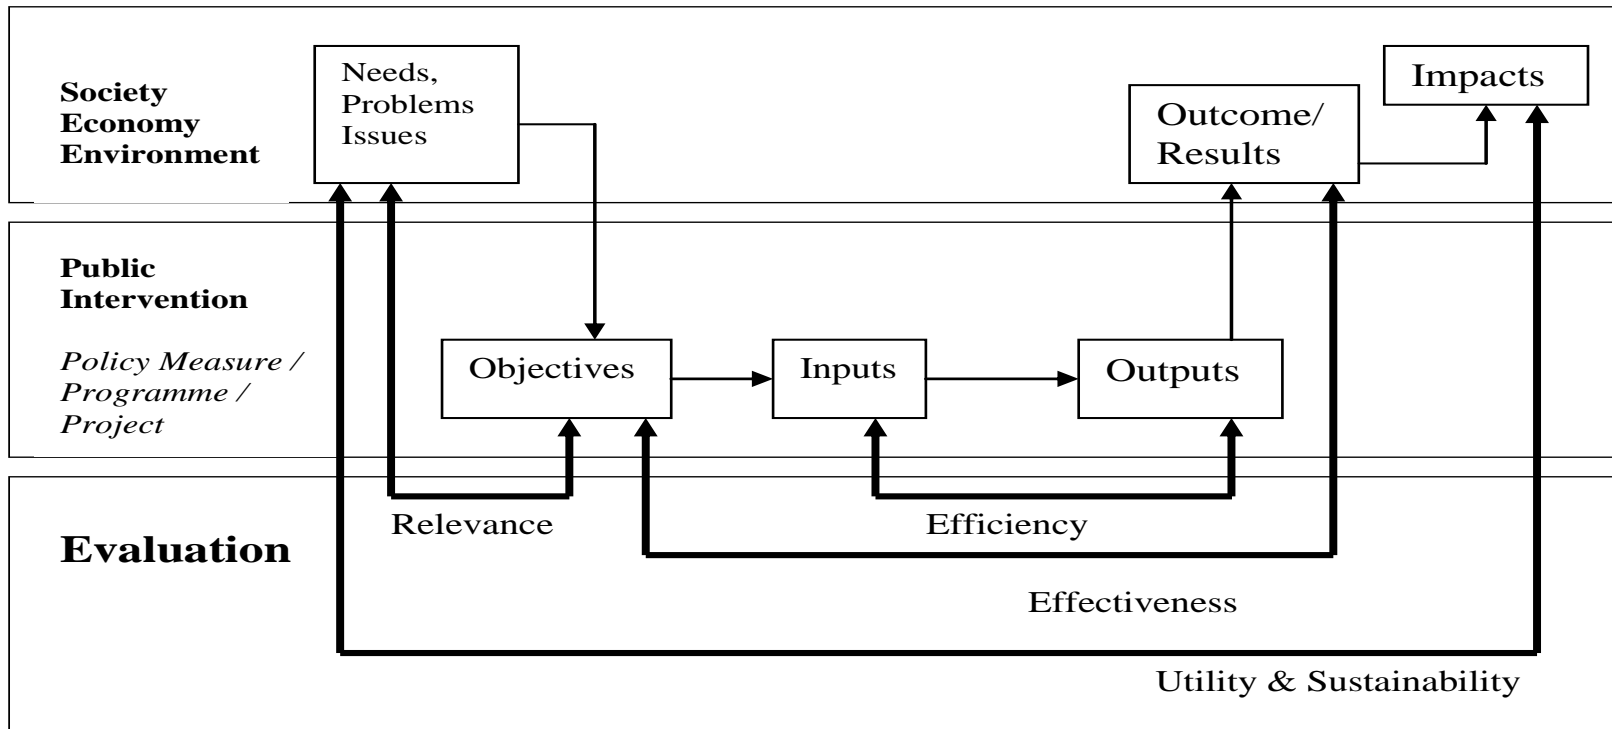 Society
Economy
Environment
Needs,
Problems
Issues
Outcome/
Results
Impacts
Public
Intervention
Policy Measure /
Programme /
Project
Objectives
Inputs
Outputs
Evaluation
Relevance
Efficiency
Effectiveness
Utility & Sustainability